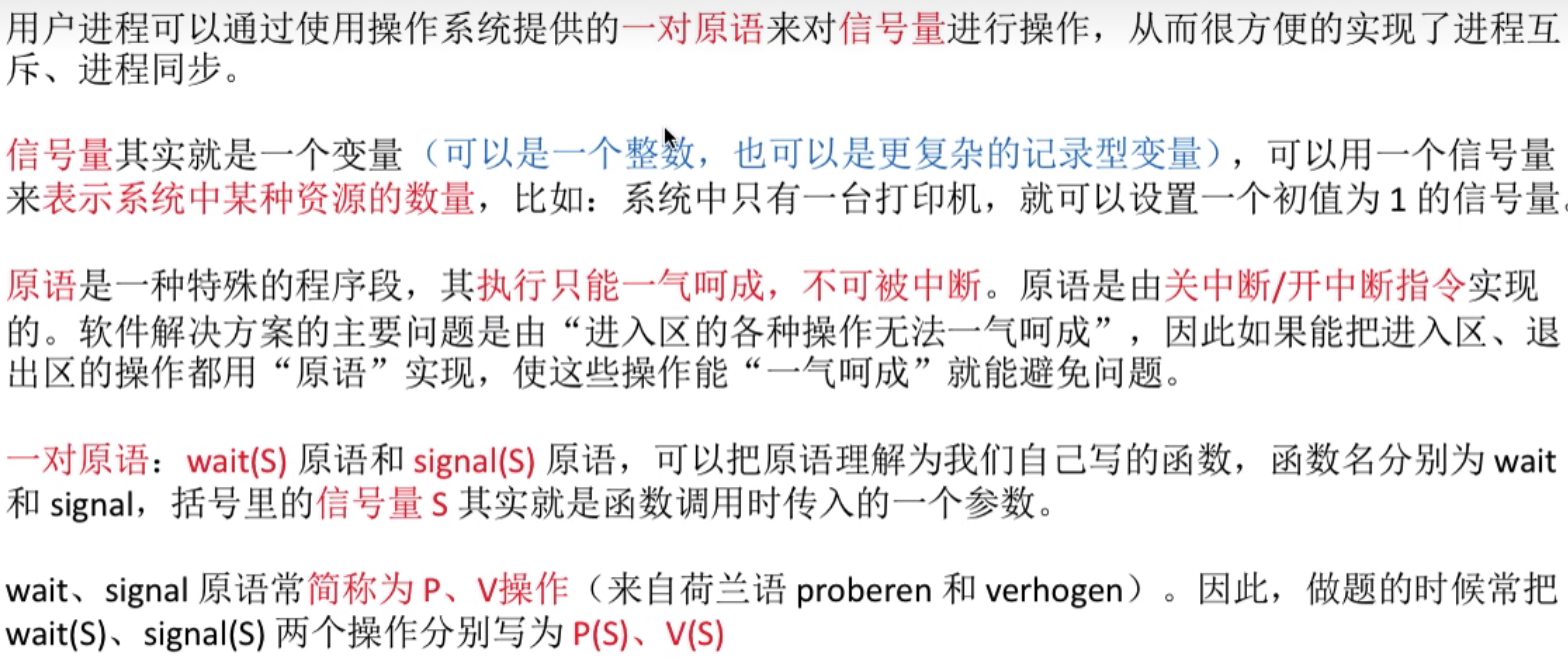 用户进程可以通过使用操作系统提供的一对原语来对信号量进行操作，从而很方便的实现了进程互
斥、进程同步。
信号量其实就是一个变量（可以是一个整数，也可以是更复杂的记录型变量），可以用一个信号量
来表示系统中某种资源的数量，比如：系统中只有一台打印机，就可以设置一个初值为 1 的信号量。
原语是一种特殊的程序段，其执行只能一气呵成，不可被中断。原语是由关中断/开中断指令实现
的。软件解决方案的主要问题是由“进入区的各种操作无法一气呵成”，因此如果能把进入区、退
出区的操作都用“原语”实现，使这些操作能“一气呵成”就能避免问题。
一对原语：wait(S) 原语和 signal(S) 原语，可以把原语理解为我们自己写的函数，函数名分别为 wait
和 signal，括号里的信号量 S 其实就是函数调用时传入的一个参数。
wait、signal 原语常简称为 P、V操作（来自荷兰语 proberen 和 verhogen）。因此，做题的时候常把
wait(S)、signal(S) 两个操作分别写为 P(S)、V(S)